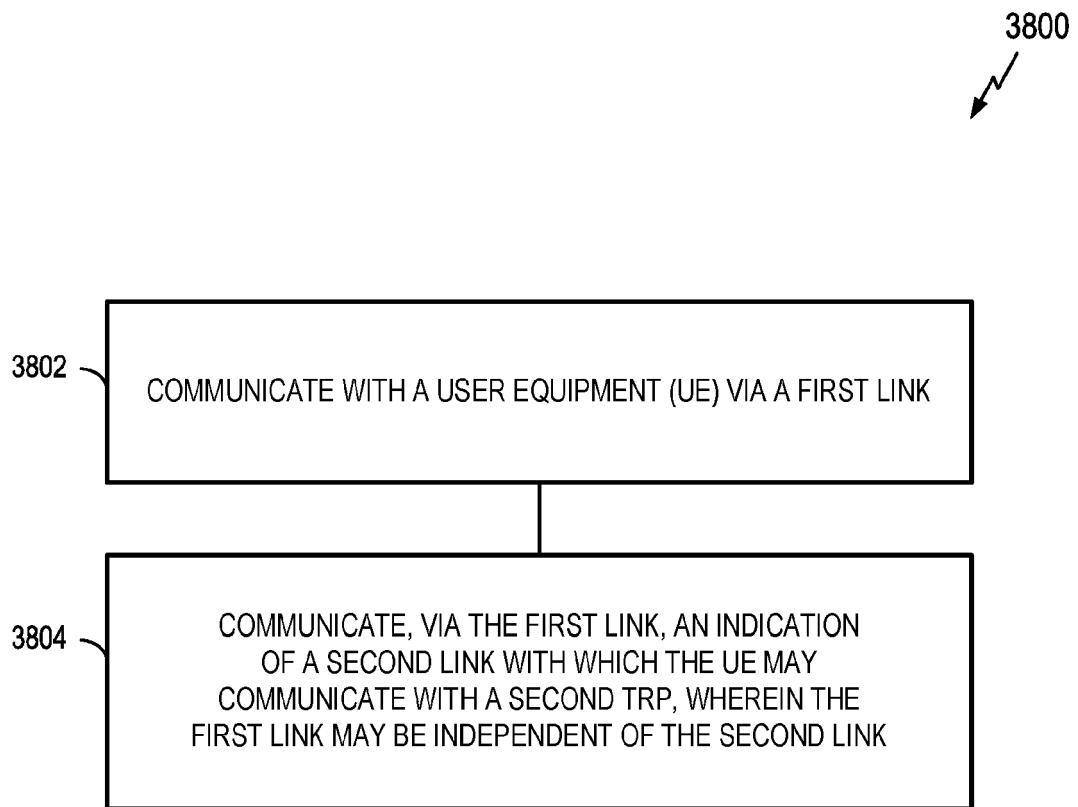 3800
3802
COMMUNICATE WITH A USER EQUIPMENT (UE) VIA A FIRST LINK
3804
COMMUNICATE, VIA THE FIRST LINK, AN INDICATION
OF A SECOND LINK WITH WHICH THE UE MAY
COMMUNICATE WITH A SECOND TRP, WHEREIN THE
FIRST LINK MAY BE INDEPENDENT OF THE SECOND LINK